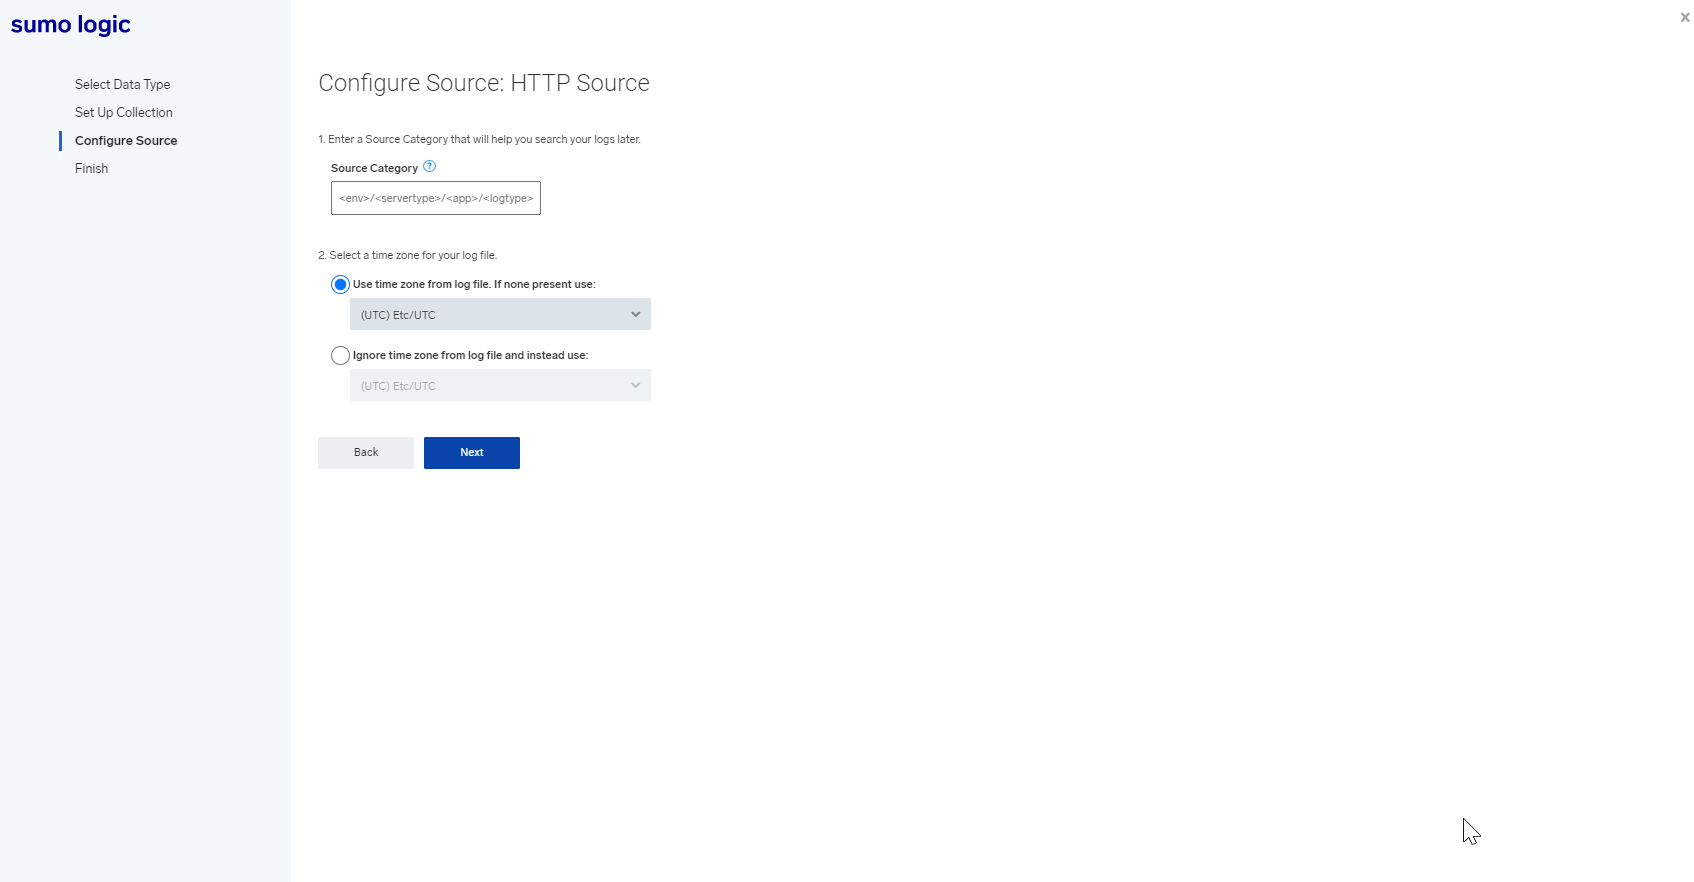 sumo logic
x
Select Data Type
Set Up Collection
Configure Source
Finish
Configure Source: HTTP Source
1. Enter a Source Category that will help you search your logs later.
Source Category ?
<env>/<servertype>/<app>/<logtype>
2. Select a time zone for your log file.
Use time zone from log file. If none present use:
(UTC) Etc/UTC
Ignore time zone from log file and instead use:
(UTC) Etc/UTC
Back
Next